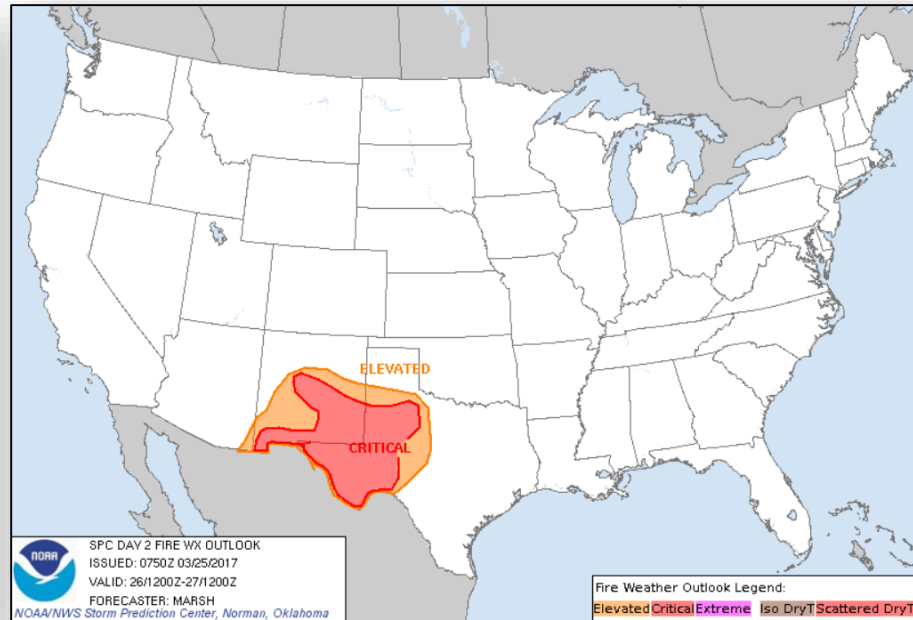 ELEVATED
CRITICAL
NOAA
SPC DAY 2 FIRE WX OUTLOOK
ISSUED: 0750Z 03/25/2017
VALID: 26/1200Z-27/1200Z
FORECASTER: MARSH
NOAA/NWS Storm Prediction Center, Norman, Oklahoma
Fire Weather Outlook Legend:
Elevated Critical Extreme Iso DryT Scattered DryT